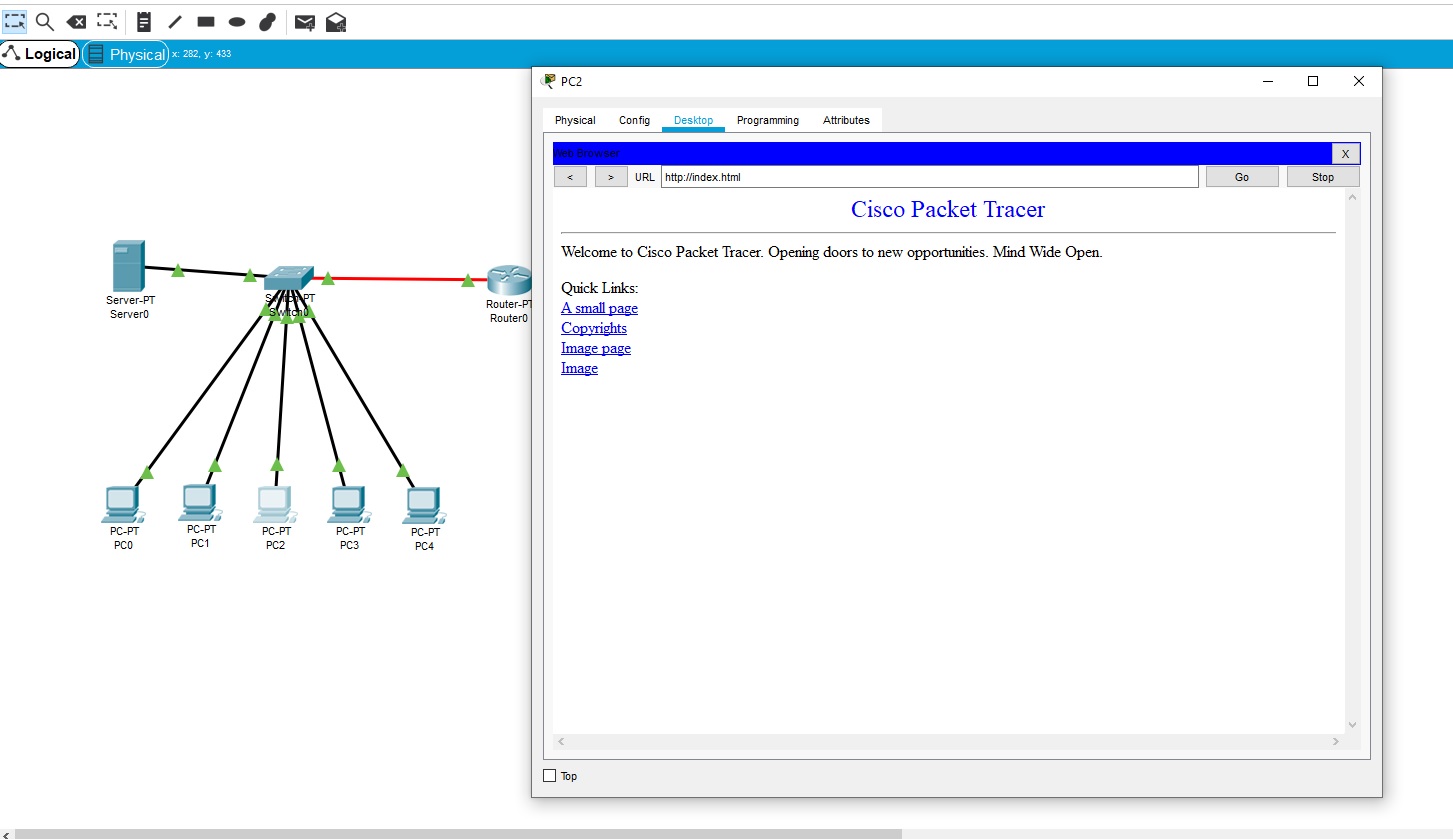 Logical
Physical x: 282, y: 433
PC2
Physical Config Desktop Programming Attributes
Web Browser X
< > URL http://index.html Go Stop
Cisco Packet Tracer
Welcome to Cisco Packet Tracer. Opening doors to new opportunities. Mind Wide Open.
Quick Links:
A small page
Copyrights
Image page
Image
Server-PT
Server0
Switch-PT
Switch0
Router-PT
Router0
PC-PT
PC0
PC-PT
PC1
PC-PT
PC2
PC-PT
PC3
PC-PT
PC4
Top